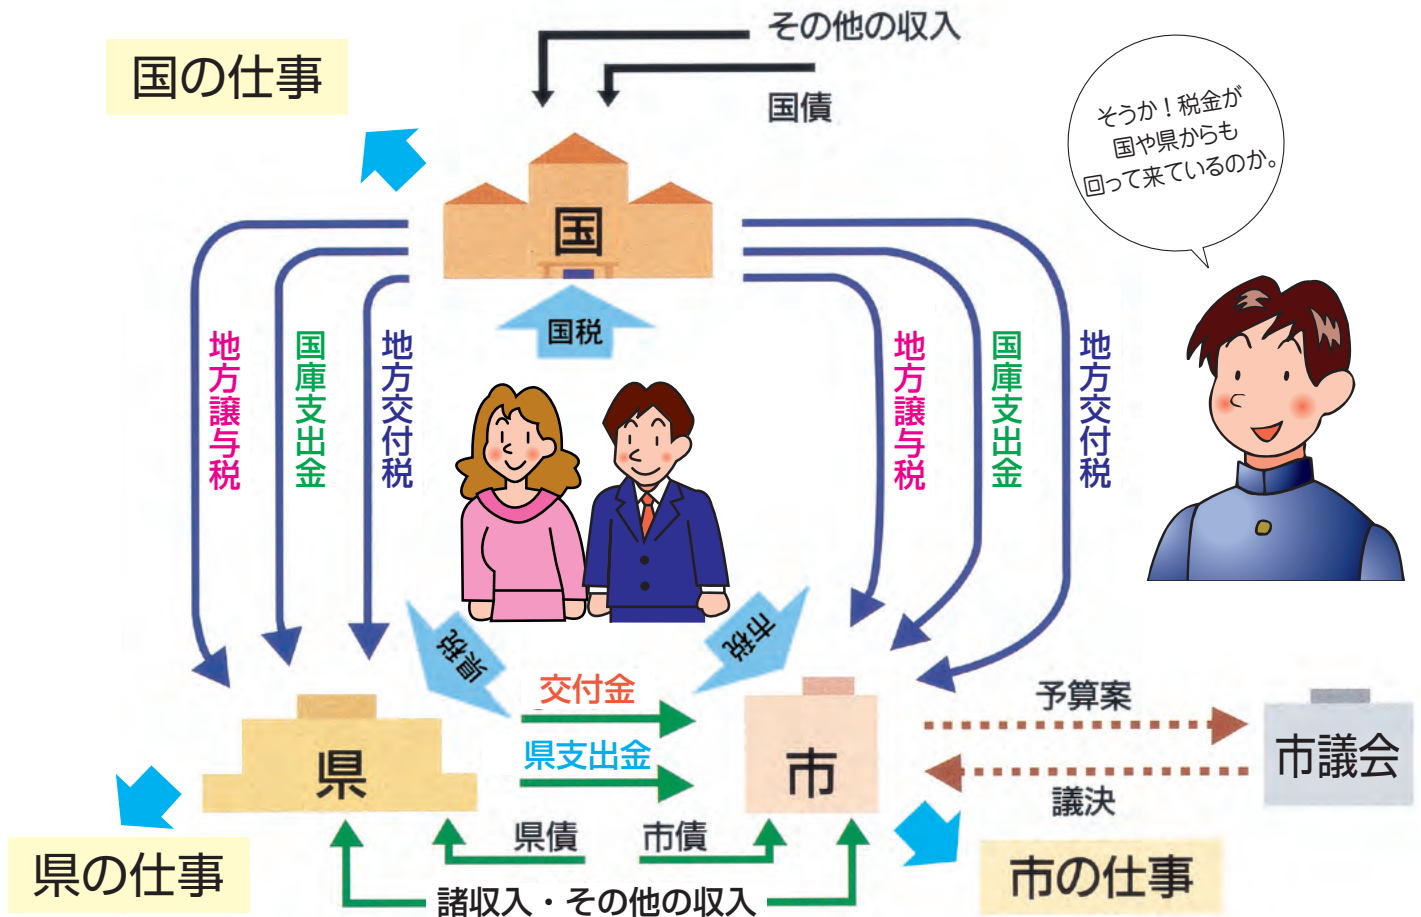 その他の収入
国の仕事
国債
そうか！税金が
国や県からも
回って来ているのか。
国
国税
地方譲与税
国庫支出金
地方交付税
地方譲与税
国庫支出金
地方交付税
県税
市税
交付金
県支出金
予算案
議決
県
市
市議会
県債
市債
県の仕事
市の仕事
諸収入・その他の収入